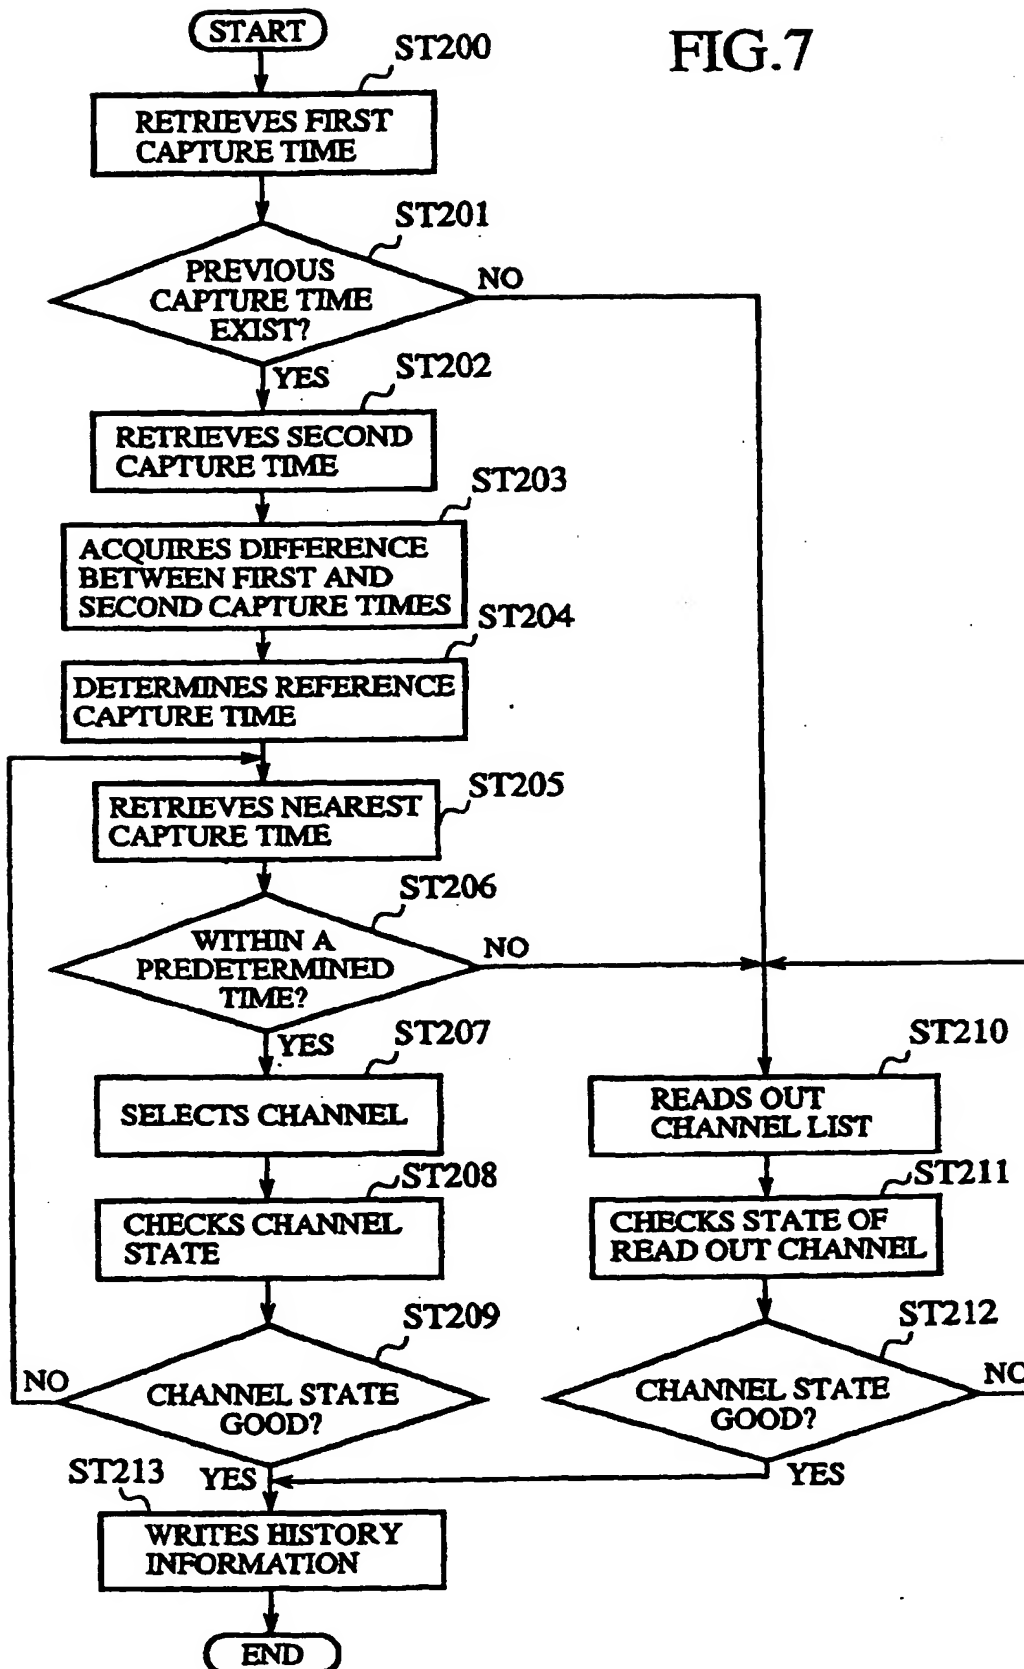 FIG.7
START
ST200
RETRIEVES FIRST
CAPTURE TIME
ST201
PREVIOUS
CAPTURE TIME
EXIST?
NO
YES
ST202
RETRIEVES SECOND
CAPTURE TIME
ST203
ACQUIRES DIFFERENCE
BETWEEN FIRST AND
SECOND CAPTURE TIMES
ST204
DETERMINES REFERENCE
CAPTURE TIME
ST205
RETRIEVES NEAREST
CAPTURE TIME
ST206
WITHIN A
PREDETERMINED
TIME?
NO
YES
ST207
SELECTS CHANNEL
ST208
CHECKS CHANNEL
STATE
ST209
CHANNEL STATE
GOOD?
NO
YES
ST210
READS OUT
CHANNEL LIST
ST211
CHECKS STATE OF
READ OUT CHANNEL
ST212
CHANNEL STATE
GOOD?
NO
YES
ST213
WRITES HISTORY
INFORMATION
END